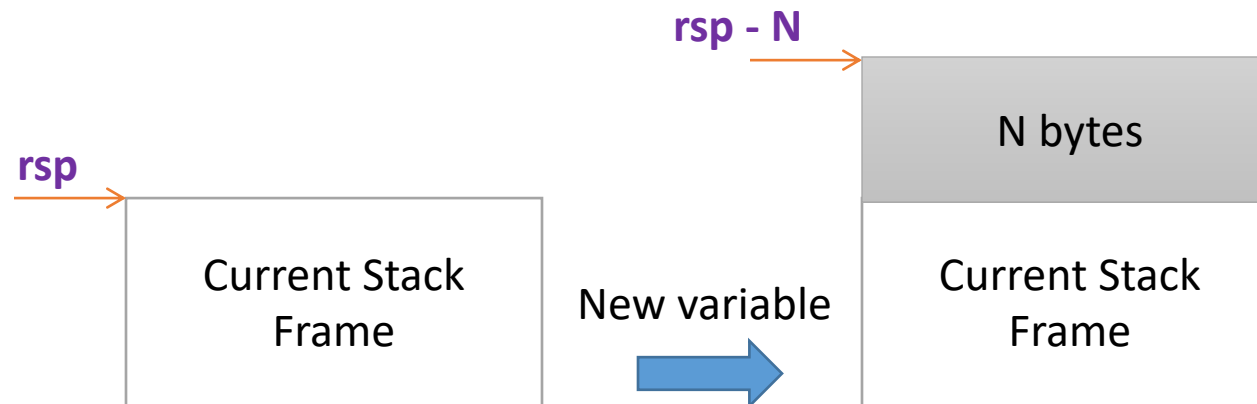 rsp - N
N bytes
rsp
Current Stack
Frame
New variable
Current Stack
Frame